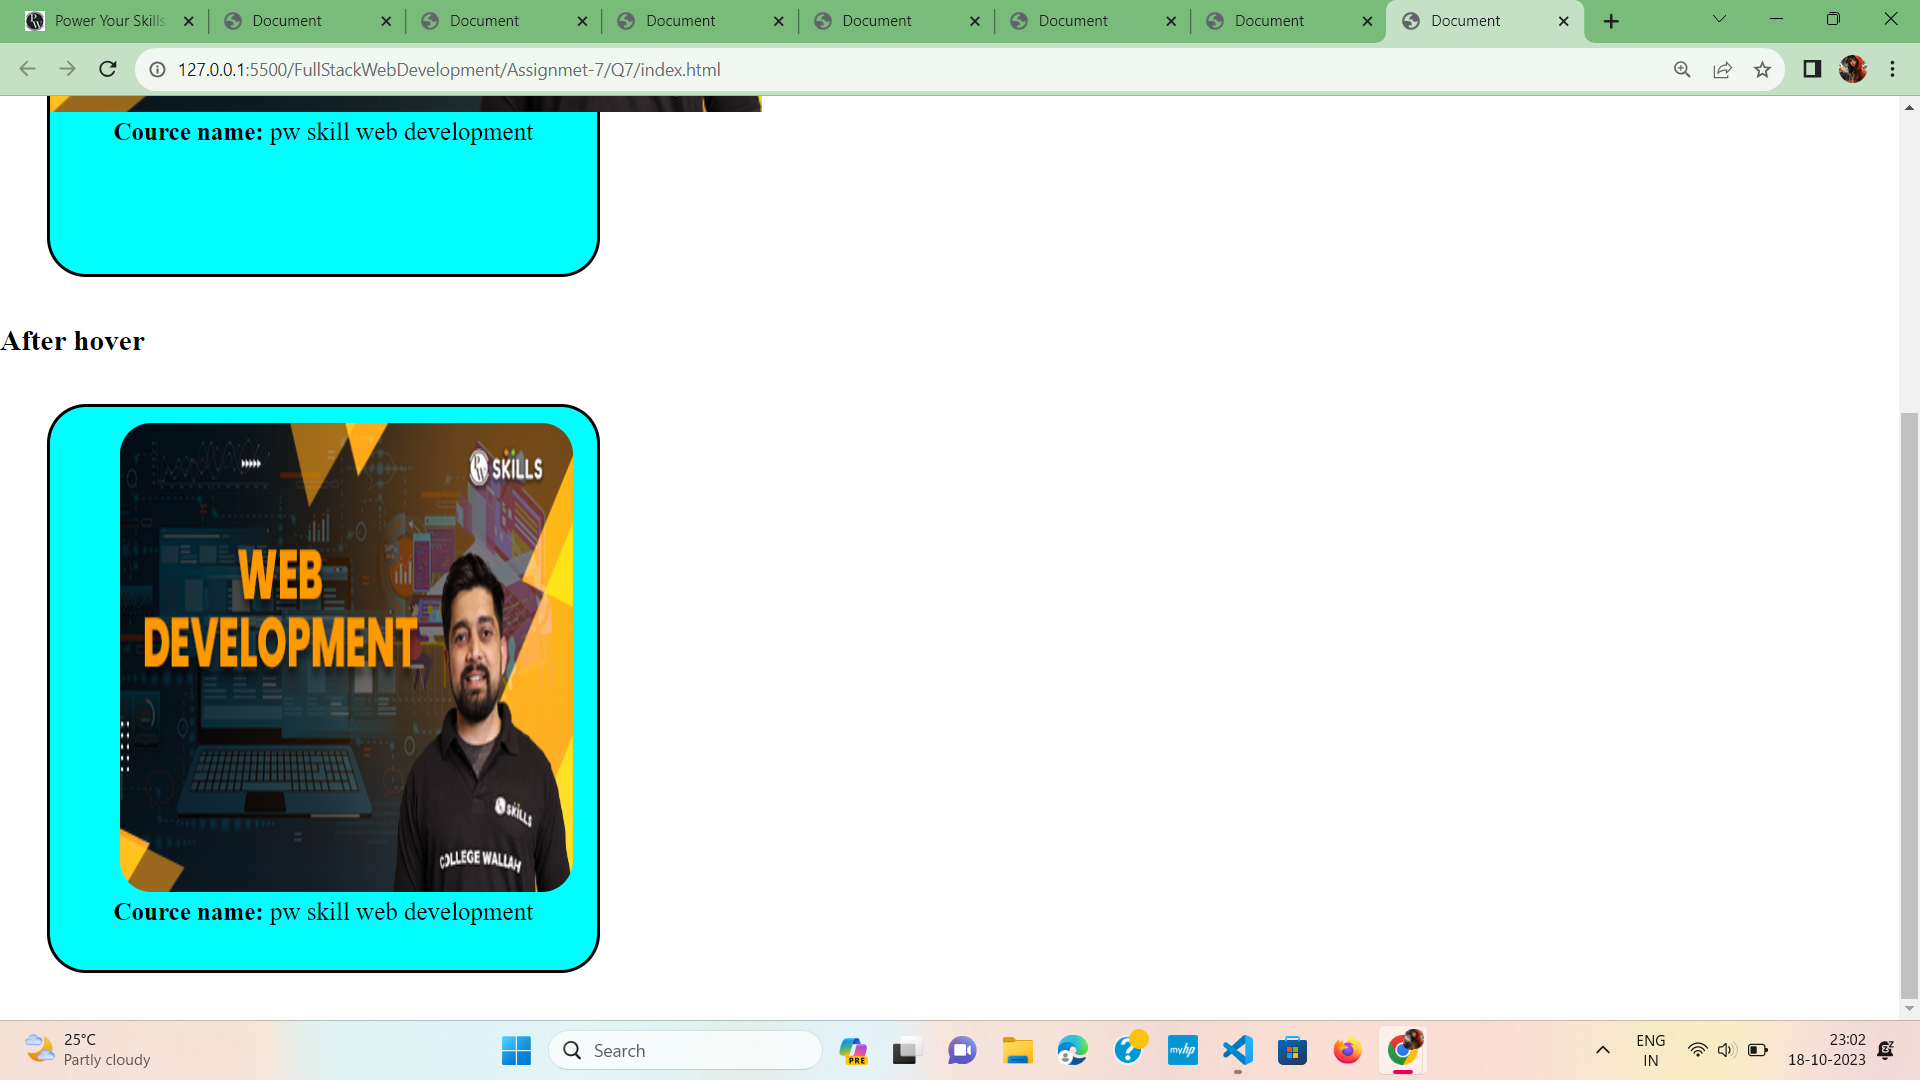 Power Your Skills
Document
Document
Document
Document
Document
Document
Document
127.0.0.1:5500/FullStackWebDevelopment/Assignmet-7/Q7/index.html
Cource name: pw skill web development
After hover
SKILLS
WEB
DEVELOPMENT
SKILLS
COLLEGE WALLAH
Cource name: pw skill web development
25°C
Partly cloudy
Search
PRE
myhp
ENG
IN
23:02
18-10-2023